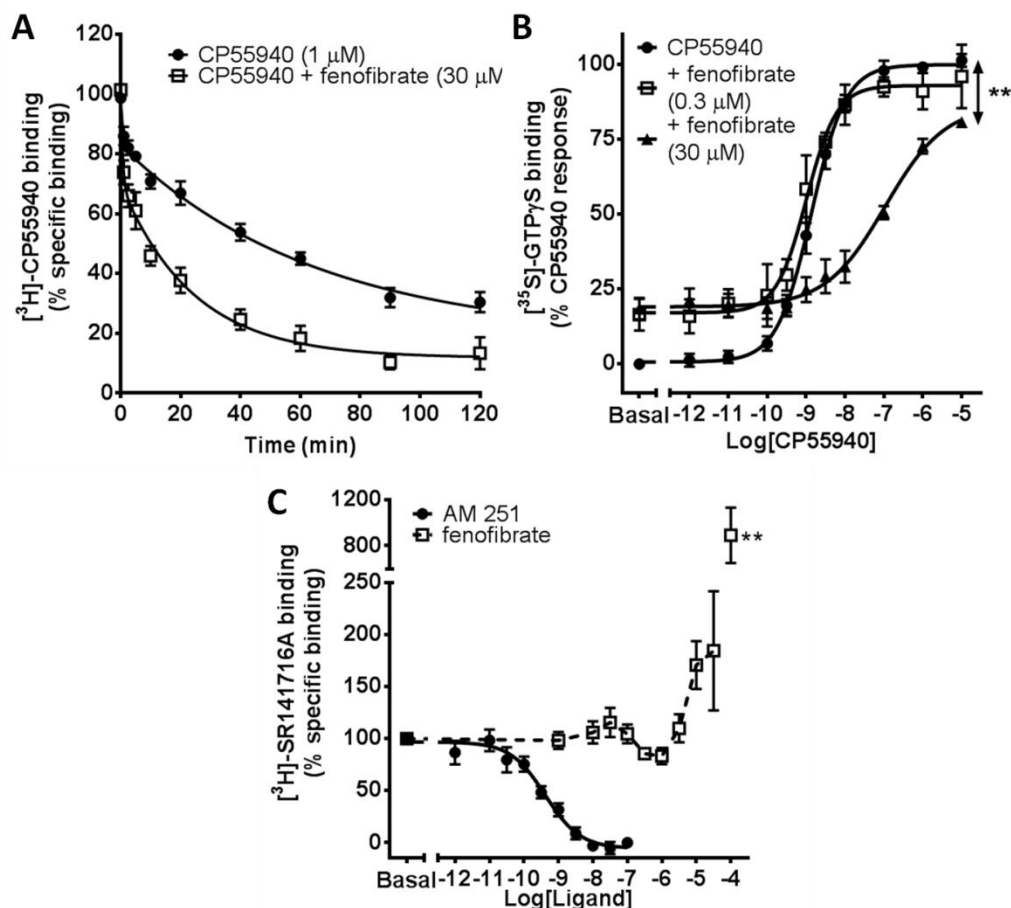 A
[³H]-CP55940 binding
(% specific binding)
120
100
80
60
40
20
0
CP55940 (1 μM)
CP55940 + fenofibrate (30 μM
0 20 40 60 80 100 120
Time (min)
B
[³⁵S]-GTPγS binding
(% CP55940 response)
100
75
50
25
0
CP55940
+ fenofibrate
(0.3 μM)
+ fenofibrate
(30 μM)
**
Basal -12 -11 -10 -9 -8 -7 -6 -5
Log[CP55940]
C
[³H]-SR141716A binding
(% specific binding)
1200
800
250
200
150
100
50
0
AM 251
fenofibrate
**
Basal -12 -11 -10 -9 -8 -7 -6 -5 -4
Log[Ligand]